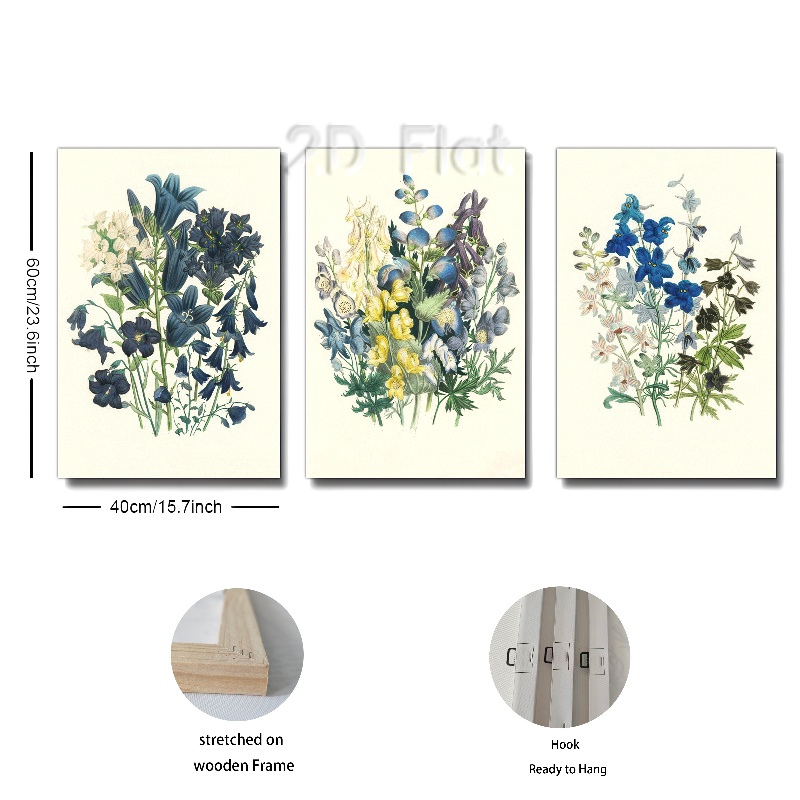 2D Flat
60cm/23.6inch
40cm/15.7inch
stretched on
wooden Frame
Hook
Ready to Hang